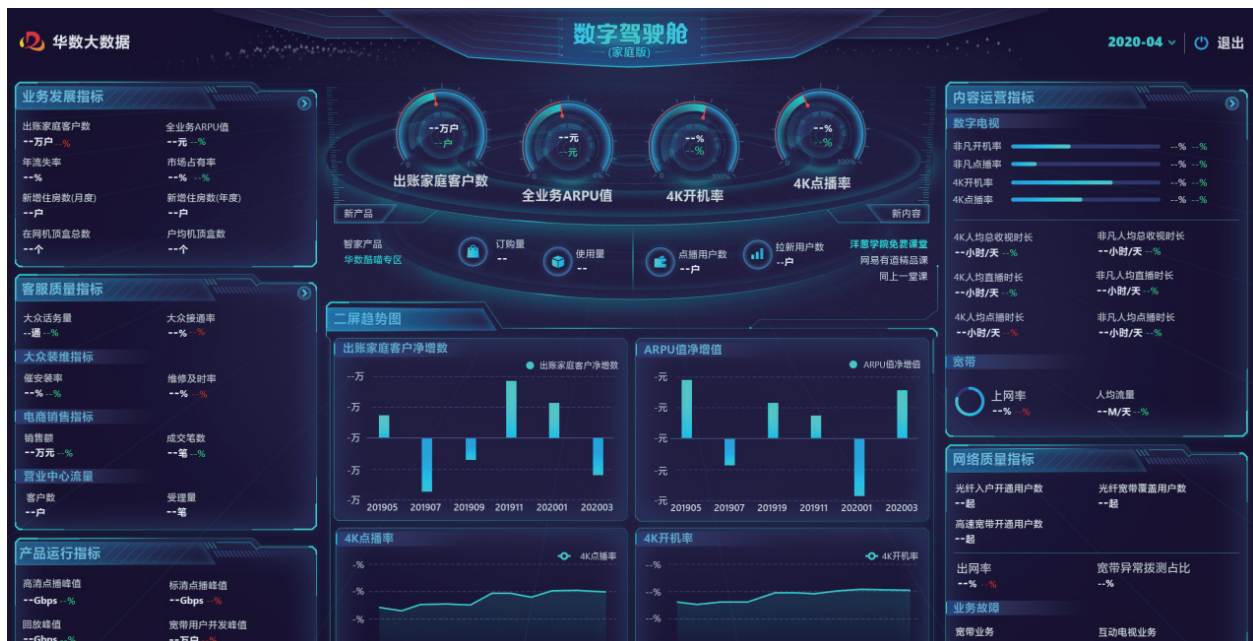 华数大数据
数字驾驶舱
(家庭版)
2020-04
退出
业务发展指标
出账家庭客户数 全业务ARPU值
--万户 --% --元 --%
年流失率 市场占有率
--% --% --%
新增住房数(月度) 新增住房数(年度)
--户 --户
在网机顶盒总数 户均机顶盒数
--个 --个
客服质量指标
大众话务量 大众接通率
--通 --% --% --%
大众装维指标
催安装率 维修及时率
--% --% --% --%
电商销售指标
销售额 成交笔数
--万元 --% --笔 --%
营业中心流量
客户数 受理量
--户 --笔
产品运行指标
高清点播峰值 标清点播峰值
--Gbps --% --Gbps --%
回放峰值 宽带用户并发峰值
--Gbps --% --万户 --%
--万户
--户
0 4%
出账家庭客户数
--元
--元
0 6%
全业务ARPU值
--%
--%
0
4K开机率
--%
--%
0 100%
4K点播率
新产品
新内容
智家产品
华数酷喵专区
订购量
--
使用量
--
点播用户数
--户
拉新用户数
--户
洋葱学院免费课堂
网易有道精品课
同上一堂课
二屏趋势图
出账家庭客户净增数
出账家庭客户净增数
--万
-万
-万
-万
-万
201905 201907 201909 201911 202001 202003
ARPU值净增值
ARPU值净增值
-元
-元
-元
-元
-元
201905 201907 201919 201911 202001 202003
4K点播率
4K点播率
-%
-%
-%
4K开机率
4K开机率
--%
-%
-%
内容运营指标
数字电视
非凡开机率 --% --%
非凡点播率 --% --%
4K开机率 --% --%
4K点播率 --% --%
4K人均总收视时长 非凡人均总收视时长
--小时/天 --% --小时/天 --%
4K人均直播时长 非凡人均直播时长
--小时/天 --% --小时/天 --%
4K人均点播时长 非凡人均点播时长
--小时/天 --% --小时/天 --%
宽带
上网率 人均流量
--% --% --M/天 --%
网络质量指标
光纤入户开通用户数 光纤宽带覆盖用户数
--起 --起
高速宽带开通用户数
--起
出网率 宽带异常拨测占比
--% --% --%
业务故障
宽带业务 互动电视业务